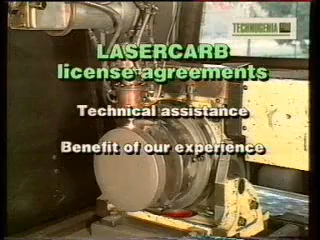 TECHNOGENIA
LASERCARB
license agreements
Technical assistance
Benefit of our experience